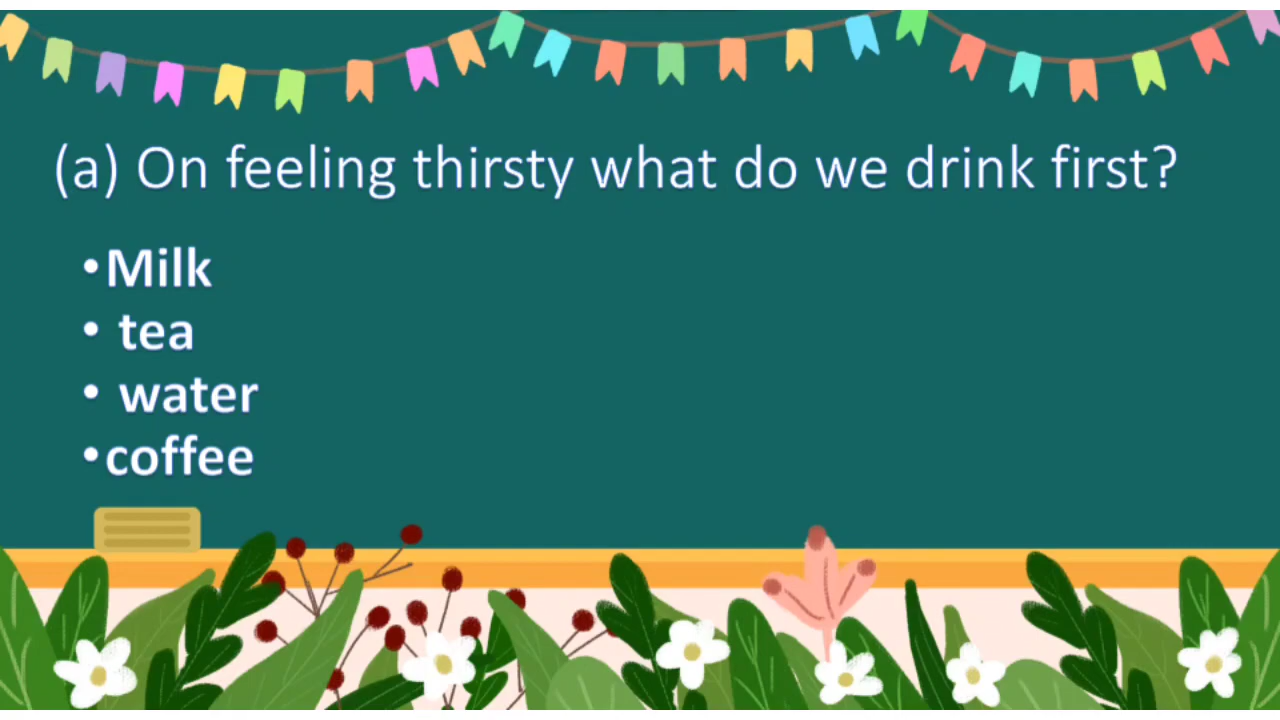 (a) On feeling thirsty what do we drink first?
•Milk
• tea
• water
•coffee